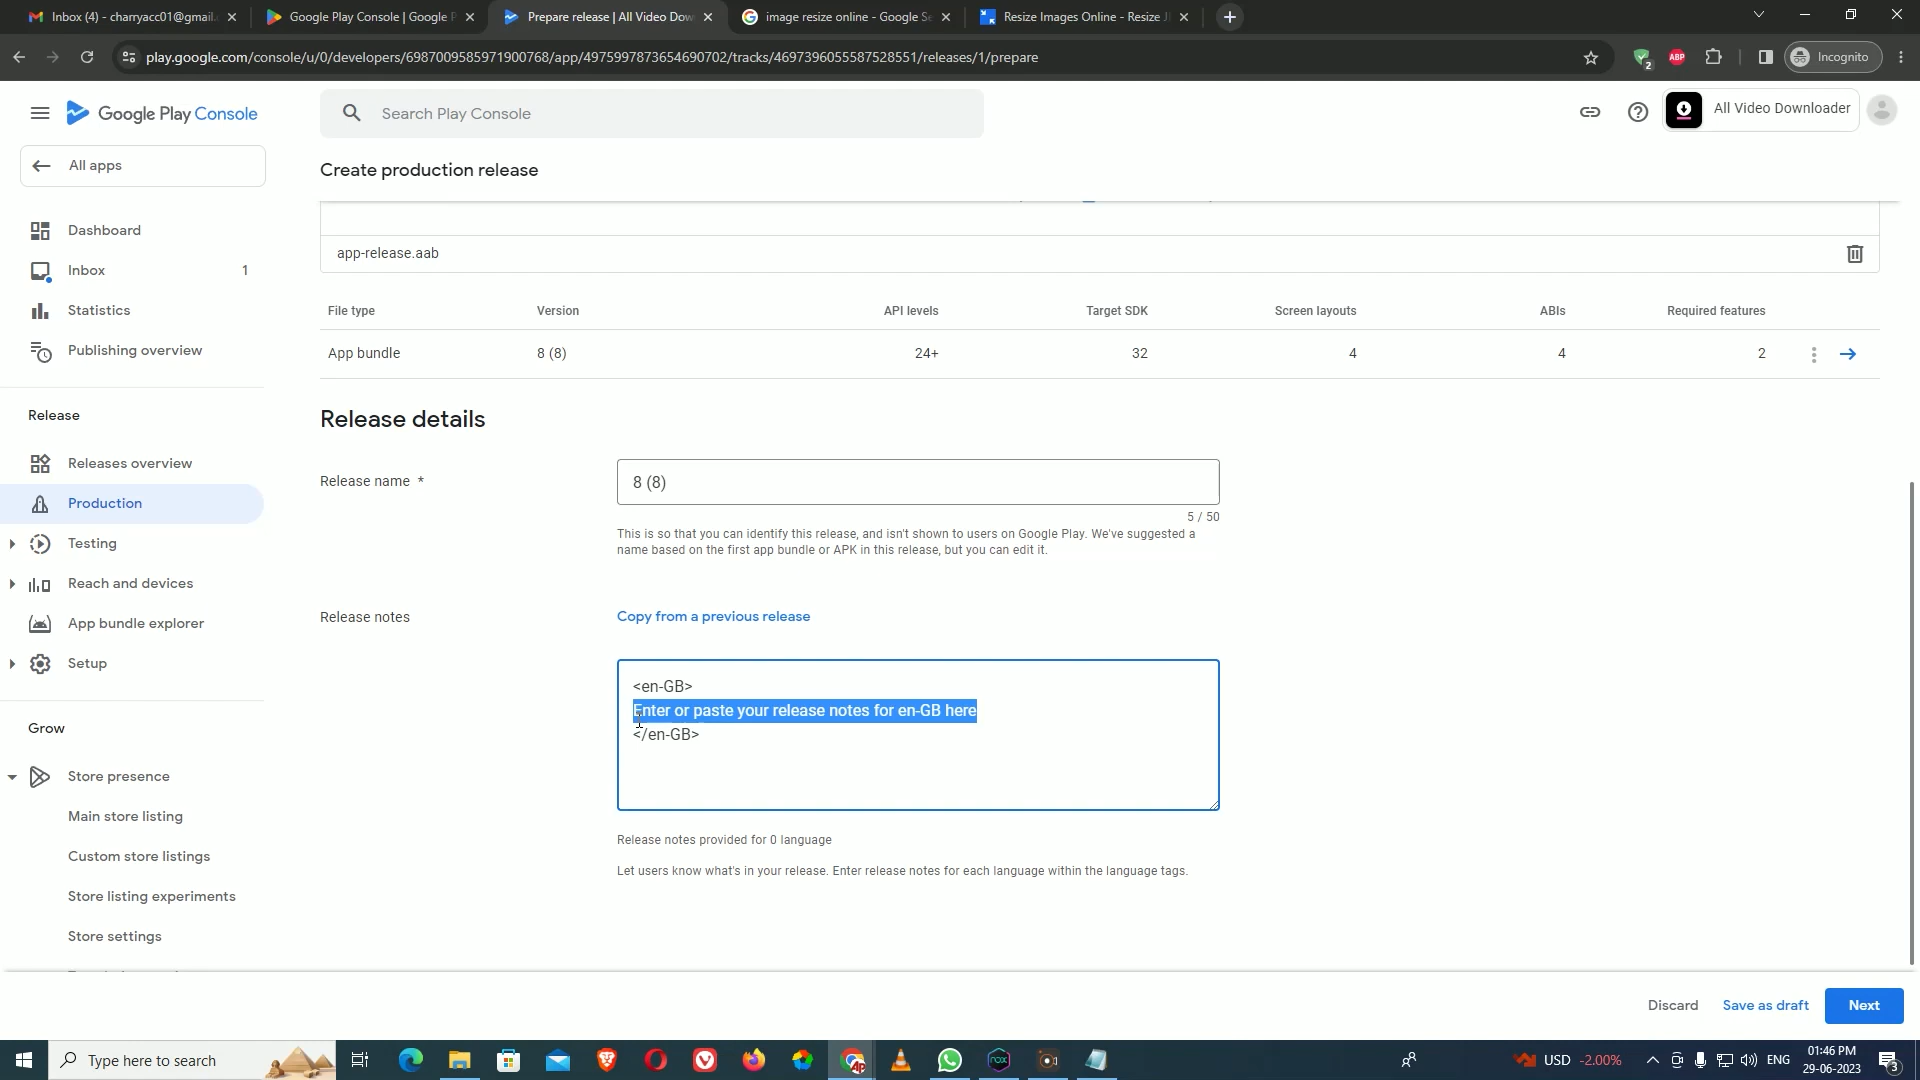 Inbox (4) - charryacc01@gmail.
Google Play Console | Google P
Prepare release | All Video Dow
image resize online - Google Se
Resize Images Online - Resize J
play.google.com/console/u/0/developers/6987009585971900768/app/4975997873654690702/tracks/4697396055587528551/releases/1/prepare
2
ABP
Incognito
Google Play Console
Search Play Console
All Video Downloader
All apps
Create production release
Dashboard
Inbox 1
Statistics
Publishing overview
Release
Releases overview
Production
Testing
Reach and devices
App bundle explorer
Setup
Grow
Store presence
Main store listing
Custom store listings
Store listing experiments
Store settings
app-release.aab
File type Version API levels Target SDK Screen layouts ABIs Required features
App bundle 8 (8) 24+ 32 4 4 2
Release details
Release name *
8 (8)
5 / 50
This is so that you can identify this release, and isn't shown to users on Google Play. We've suggested a
name based on the first app bundle or APK in this release, but you can edit it.
Release notes
Copy from a previous release
<en-GB>
Enter or paste your release notes for en-GB here
</en-GB>
Release notes provided for 0 language
Let users know what's in your release. Enter release notes for each language within the language tags.
Discard
Save as draft
Next
Type here to search
USD -2.00%
ENG
01:46 PM
29-06-2023
3